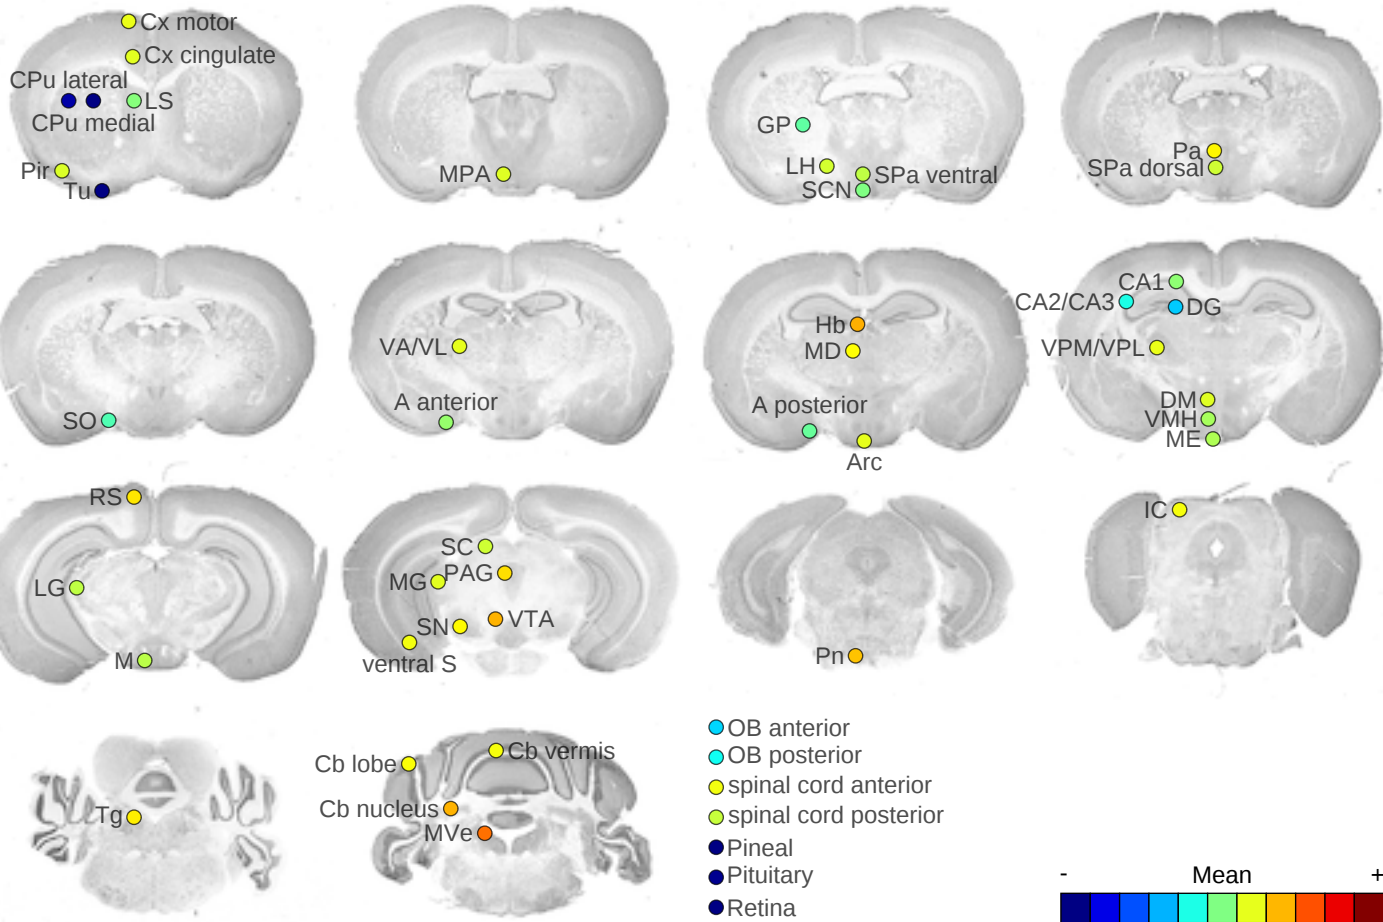 Cx motor
Cx cingulate
CPu lateral
LS
CPu medial
Pir
Tu
MPA
GP
LH
SPa ventral
SCN
Pa
SPa dorsal
SO
VA/VL
A anterior
Hb
MD
A posterior
Arc
CA1
CA2/CA3
DG
VPM/VPL
DM
VMH
ME
RS
LG
M
SC
MG
PAG
SN
VTA
ventral S
Pn
IC
Tg
Cb lobe
Cb vermis
Cb nucleus
MVe
OB anterior
OB posterior
spinal cord anterior
spinal cord posterior
Pineal
Pituitary
Retina
- Mean +